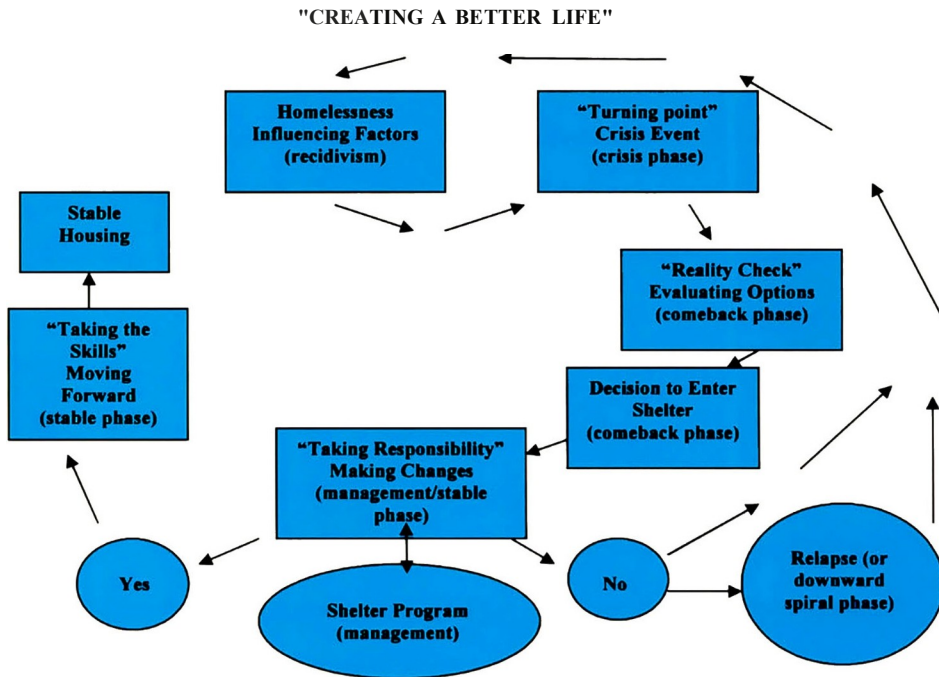 "CREATING A BETTER LIFE"
Homelessness
Influencing Factors
(recidivism)
“Turning point”
Crisis Event
(crisis phase)
Stable
Housing
“Reality Check”
Evaluating Options
(comeback phase)
“Taking the
Skills”
Moving
Forward
(stable phase)
Decision to Enter
Shelter
(comeback phase)
“Taking Responsibility”
Making Changes
(management/stable
phase)
Yes
Shelter Program
(management)
No
Relapse (or
downward
spiral phase)